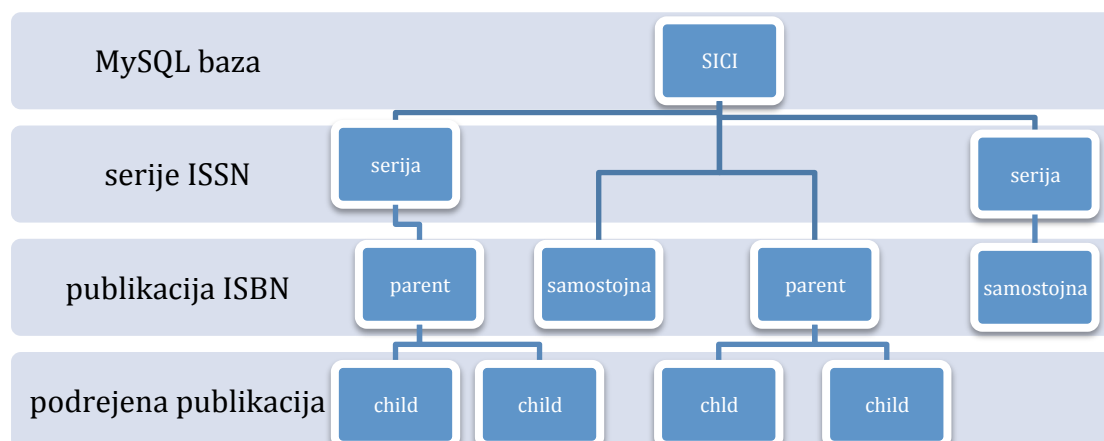 MySQL baza
SICI
serije ISSN
serija
serija
publikacija ISBN
parent
samostojna
parent
samostojna
podrejena publikacija
child
child
chld
child